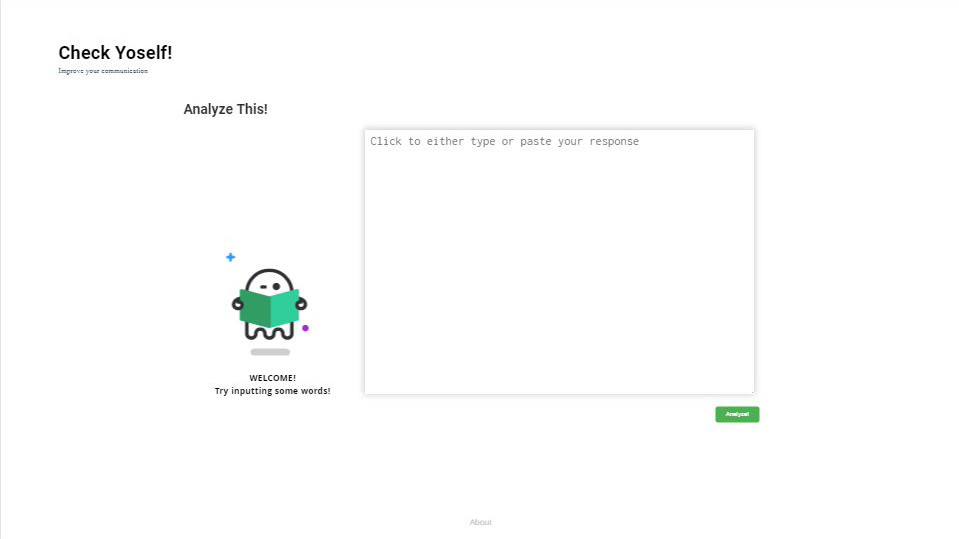 Check Yoself!
Improve your communication
Analyze This!
Click to either type or paste your response
WELCOME!
Try inputting some words!
Analyze!
About